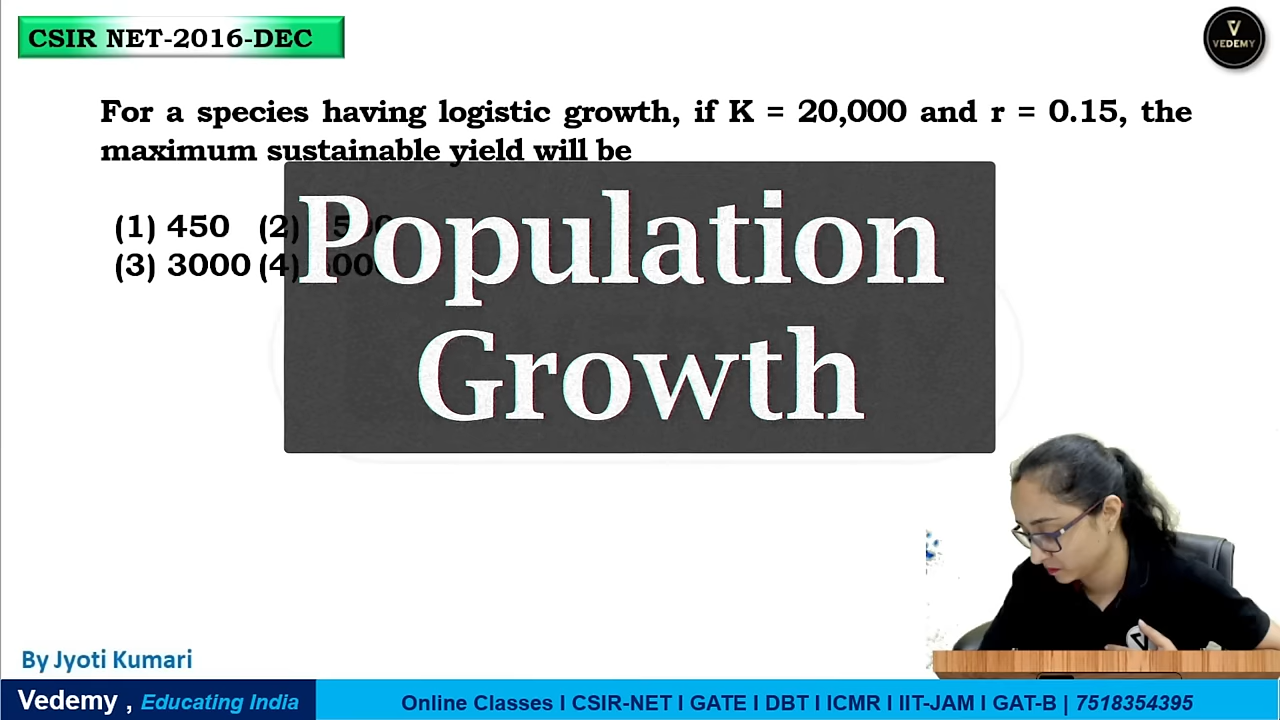 CSIR NET-2016-DEC
VEDEMY
For a species having logistic growth, if K = 20,000 and r = 0.15, the
maximum sustainable yield will be
(1) 450 (2)
(3) 3000 (4)
Population
Growth
By Jyoti Kumari
Vedemy , Educating India
Online Classes I CSIR-NET I GATE I DBT I ICMR I IIT-JAM I GAT-B | 7518354395